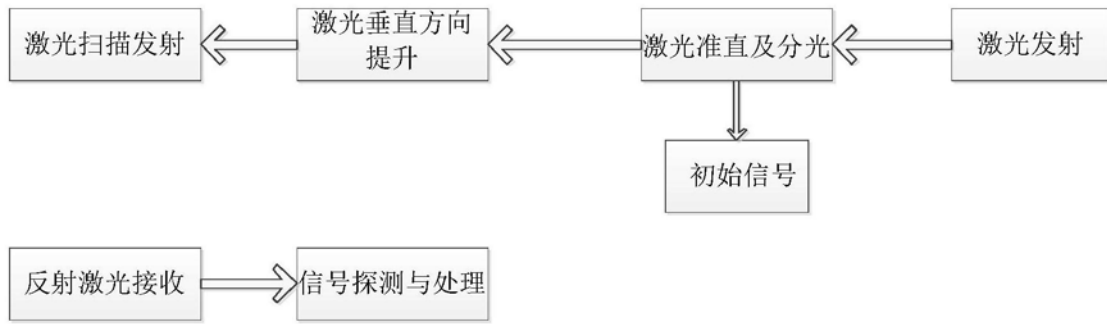 激光扫描发射
激光垂直方向
提升
激光准直及分光
激光发射
初始信号
反射激光接收
信号探测与处理